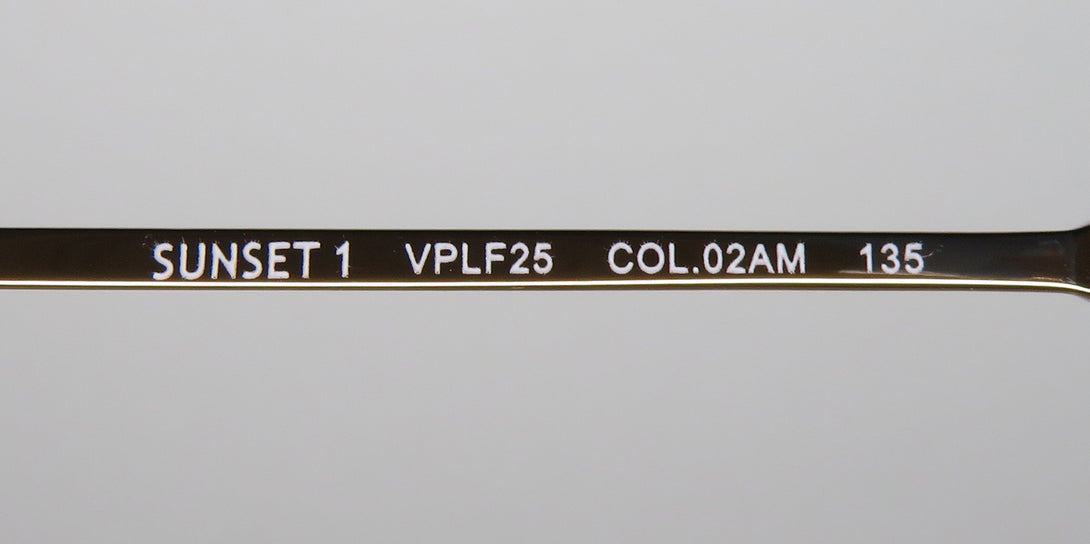 SUNSET 1 VPLF25 COL.02AM 135